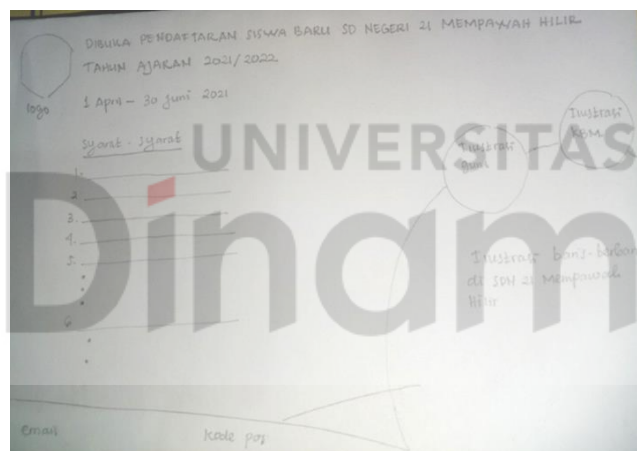 DIBUKA PENDAFTARAN SISWA BARU SD NEGERI 21 MEMPAWAH HILIR
TAHUN AJARAN 2021/2022
logo
1 April - 30 juni 2021
Syarat - Syarat
1.
2.
3.
4.
5.
6.
Ilustrasi
KBM
Ilustrasi
Ilustrasi baris-berbaris
di SDN 21 Mempawah
Hilir
email
kode pos
UNIVERSITAS
Dinam